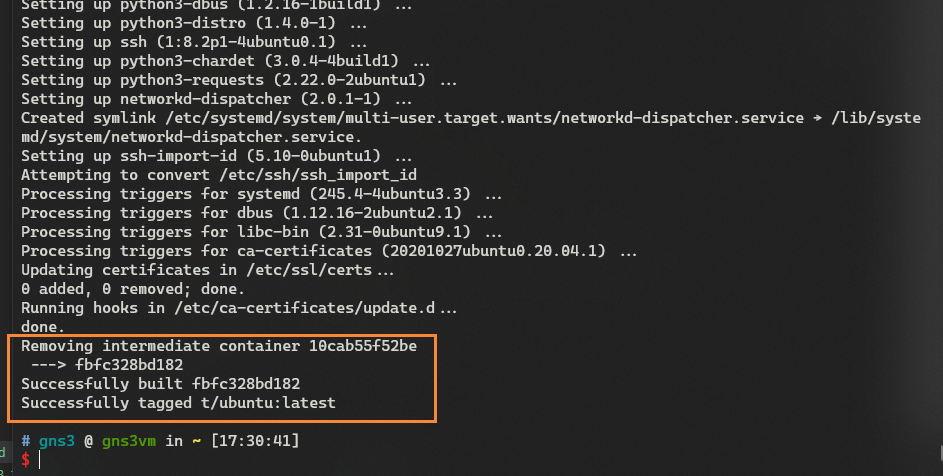 Setting up python3-dbus (1.2.16-1build1) ...
Setting up python3-distro (1.4.0-1) ...
Setting up ssh (1:8.2p1-4ubuntu0.1) ...
Setting up python3-chardet (3.0.4-4build1) ...
Setting up python3-requests (2.22.0-2ubuntu1) ...
Setting up networkd-dispatcher (2.0.1-1) ...
Created symlink /etc/systemd/system/multi-user.target.wants/networkd-dispatcher.service → /lib/syste
md/system/networkd-dispatcher.service.
Setting up ssh-import-id (5.10-0ubuntu1) ...
Attempting to convert /etc/ssh/ssh_import_id
Processing triggers for systemd (245.4-4ubuntu3.3) ...
Processing triggers for dbus (1.12.16-2ubuntu2.1) ...
Processing triggers for libc-bin (2.31-0ubuntu9.1) ...
Processing triggers for ca-certificates (20201027ubuntu0.20.04.1) ...
Updating certificates in /etc/ssl/certs...
0 added, 0 removed; done.
Running hooks in /etc/ca-certificates/update.d...
done.
Removing intermediate container 10cab55f52be
---> fbfc328bd182
Successfully built fbfc328bd182
Successfully tagged t/ubuntu:latest
# gns3 @ gns3vm in ~ [17:30:41]
$